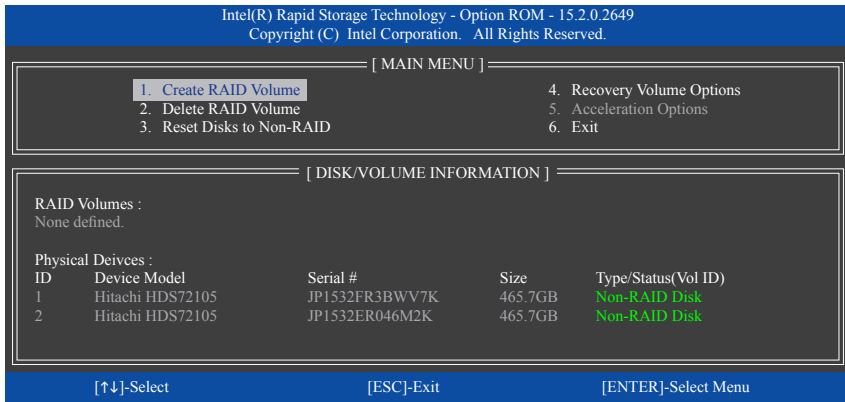 Intel(R) Rapid Storage Technology - Option ROM - 15.2.0.2649
Copyright (C) Intel Corporation. All Rights Reserved.
[ MAIN MENU ]
1. Create RAID Volume
2. Delete RAID Volume
3. Reset Disks to Non-RAID
4. Recovery Volume Options
5. Acceleration Options
6. Exit
[ DISK/VOLUME INFORMATION ]
RAID Volumes :
None defined.
Physical Deivces :
ID Device Model Serial # Size Type/Status(Vol ID)
1 Hitachi HDS72105 JP1532FR3BWV7K 465.7GB Non-RAID Disk
2 Hitachi HDS72105 JP1532ER046M2K 465.7GB Non-RAID Disk
[↑↓]-Select [ESC]-Exit [ENTER]-Select Menu